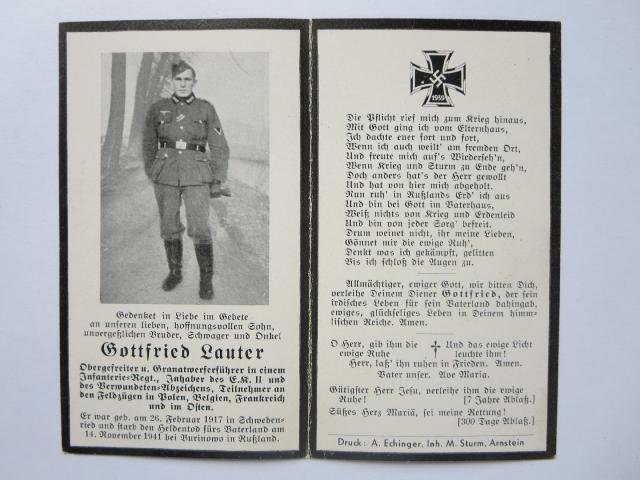 Gedenket in Liebe im Gebete
an unseren lieben, hoffnungsvollen Sohn,
unvergeßlichen Bruder, Schwager und Onkel
Gottfried Lauter
Obergefreiter u. Granatwerferführer in einem
Infanterie-Regt., Inhaber des E.K. II und
des Verwundeten-Abzeichens, Teilnehmer an
den Feldzügen in Polen, Belgien, Frankreich
und im Osten.
Er war geb. am 26. Februar 1917 in Schweben-
ried und starb den Heldentod fürs Vaterland am
14. November 1941 bei Burinowo in Rußland.
1939
Die Pflicht rief mich zum Krieg hinaus,
Mit Gott ging ich vom Elternhaus,
Ich dachte euer fort und fort,
Wenn ich auch weilt' am fremden Ort,
Und freute mich auf's Wiederseh'n,
Wenn Krieg und Sturm zu Ende geh'n,
Doch anders hat's der Herr gewollt
Und hat von hier mich abgeholt.
Nun ruh' in Rußlands Erd' ich aus
Und bin bei Gott im Vaterhaus,
Weiß nichts von Krieg und Erdenleid
Und bin von jeder Sorg' befreit.
Drum weinet nicht, ihr meine Lieben,
Gönnet mir die ewige Ruh',
Denkt was ich gekämpft, gelitten
Bis ich schloß die Augen zu.
Allmächtiger, ewiger Gott, wir bitten Dich,
verleihe Deinem Diener Gottfried, der sein
irdisches Leben für sein Vaterland dahingab,
ewiges, glückseliges Leben in Deinem himm-
lischen Reiche. Amen.
O Herr, gib ihm die Und das ewige Licht
ewige Ruhe leuchte ihm!
Herr, laß' ihn ruhen in Frieden. Amen.
Vater unser. Ave Maria.
Gütigster Herr Jesu, verleihe ihm die ewige
Ruhe! [7 Jahre Ablaß.]
Süßes Herz Mariä, sei meine Rettung!
[300 Tage Ablaß.]
Druck: A. Echinger, Inh. M. Sturm, Arnstein